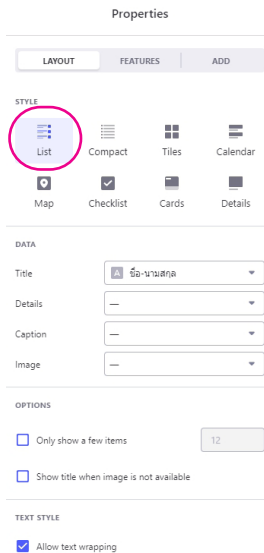 Properties
LAYOUT FEATURES ADD
STYLE
List Compact Tiles Calendar
Map Checklist Cards Details
DATA
Title A ชื่อ-นามสกุล
Details —
Caption —
Image —
OPTIONS
Only show a few items 12
Show title when image is not available
TEXT STYLE
Allow text wrapping